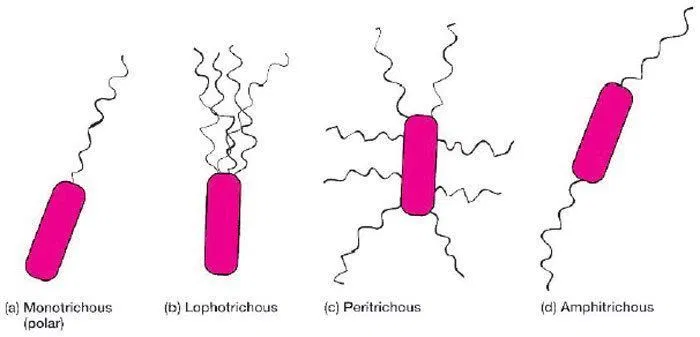 (a) Monotrichous
(polar)
(b) Lophotrichous
(c) Peritrichous
(d) Amphitrichous